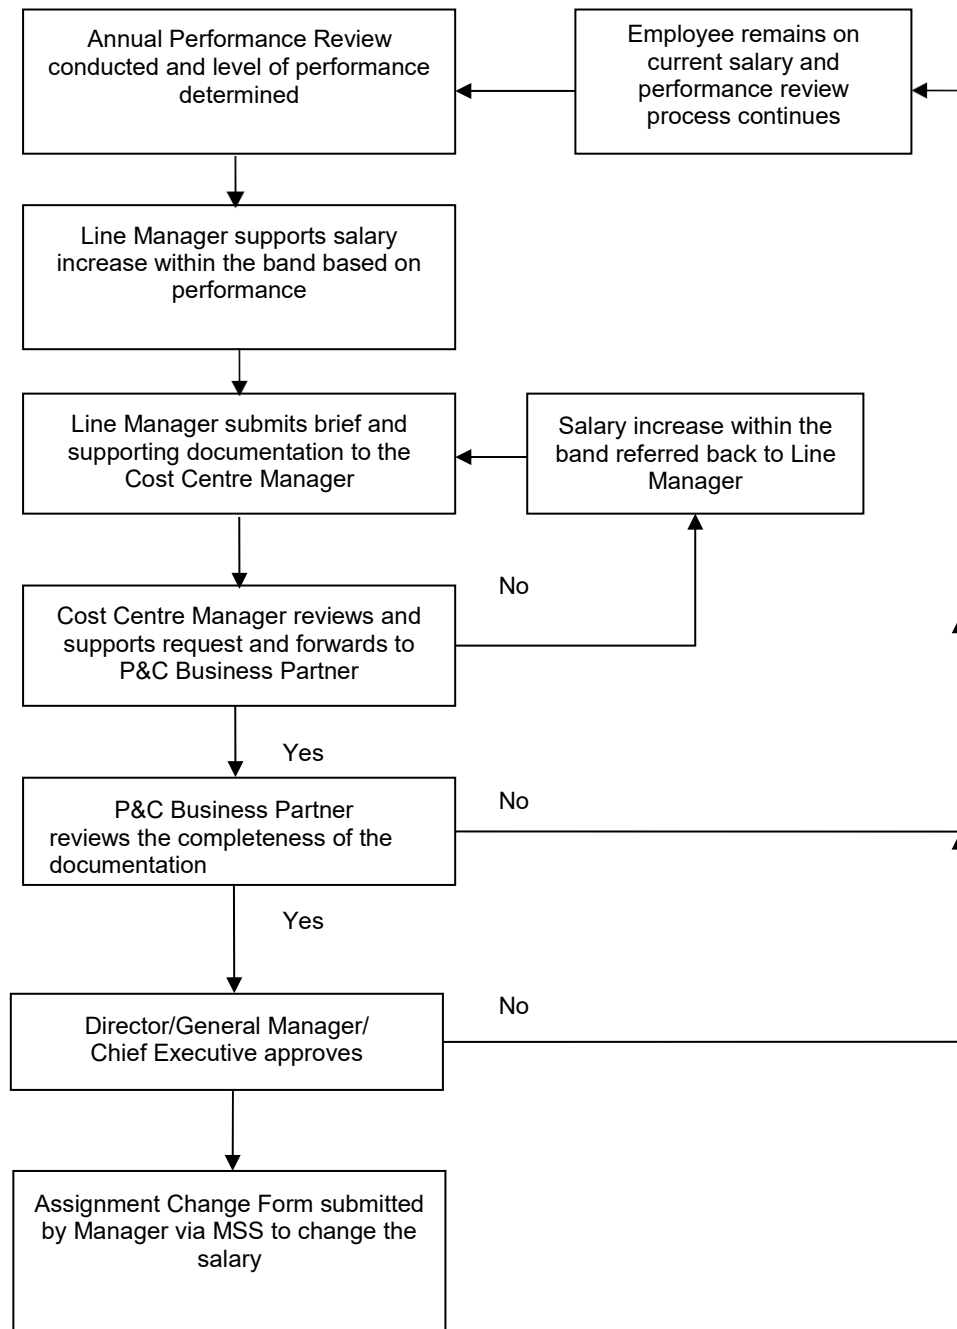 Annual Performance Review
conducted and level of performance
determined
Employee remains on
current salary and
performance review
process continues
Line Manager supports salary
increase within the band based on
performance
Line Manager submits brief and
supporting documentation to the
Cost Centre Manager
Salary increase within the
band referred back to Line
Manager
No
Cost Centre Manager reviews and
supports request and forwards to
P&C Business Partner
Yes
No
P&C Business Partner
reviews the completeness of the
documentation
Yes
No
Director/General Manager/
Chief Executive approves
Assignment Change Form submitted
by Manager via MSS to change the
salary